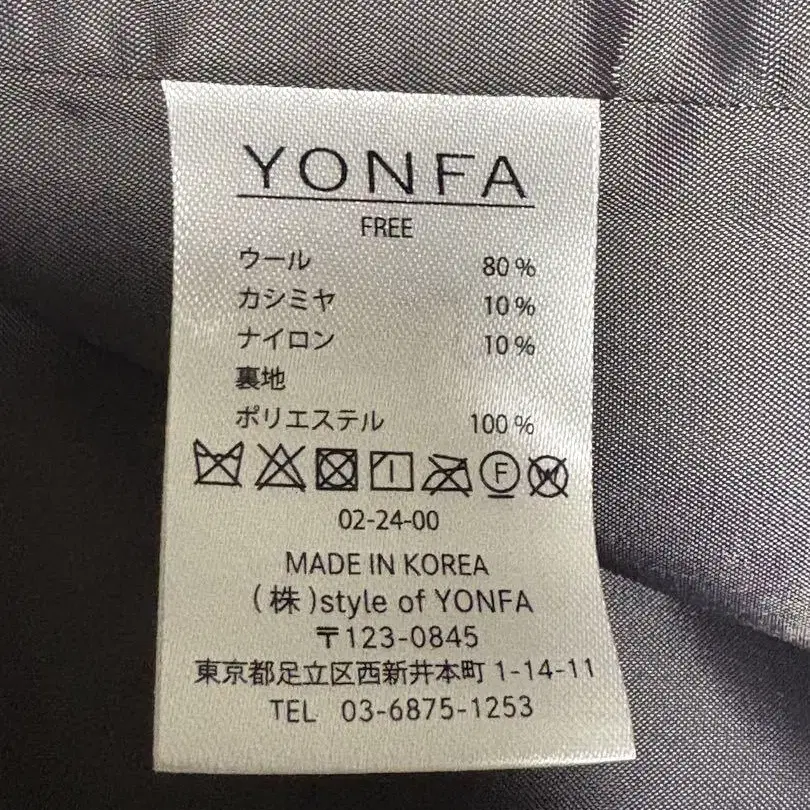 YONFA
FREE
ウール 80%
カシミヤ 10%
ナイロン 10%
裏地
ポリエステル 100%
F W
02-24-00
MADE IN KOREA
(株)style of YONFA
〒123-0845
東京都足立区西新井本町 1-14-11
TEL 03-6875-1253